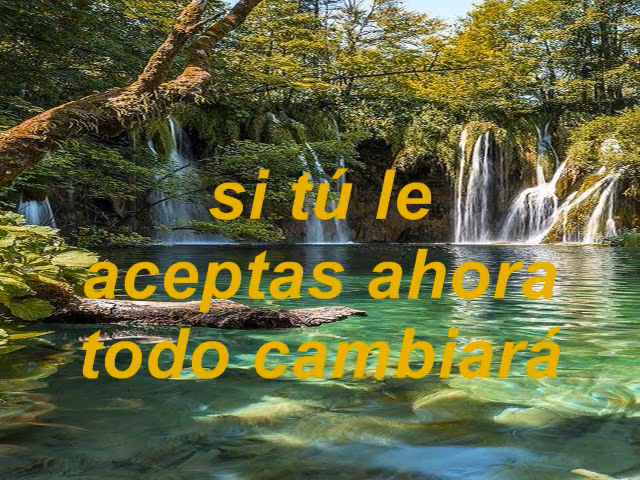 si tú le
aceptas ahora
todo cambiará